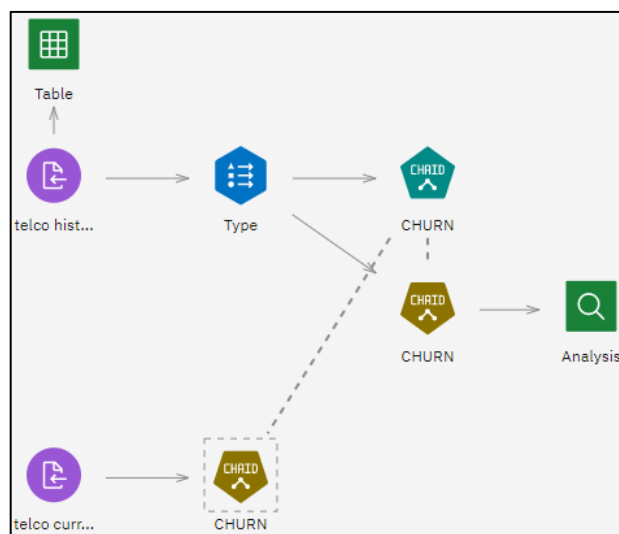 Table
telco hist...
Type
CHAID
CHURN
CHAID
CHURN
Analysis
telco curr...
CHAID
CHURN